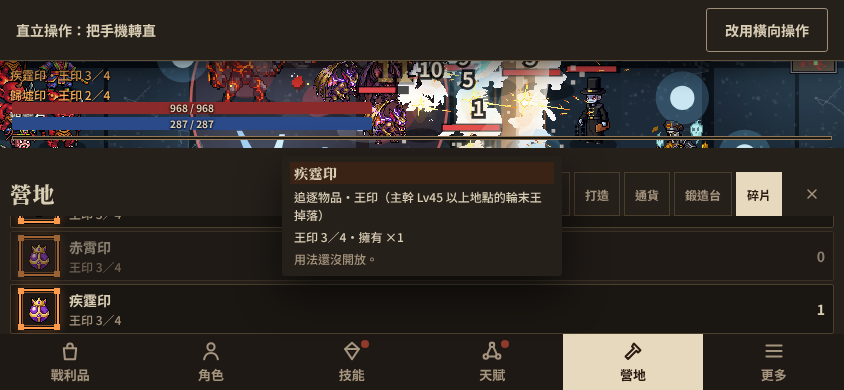 直立操作：把手機轉直
改用橫向操作
疾霆印·王印 3／4
歸墟印·王印 2／4
968 / 968
287 / 287
10
5
1
營地
打造
通貨
鍛造台
碎片
×
疾霆印
追逐物品・王印（主幹 Lv45 以上地點的輪末王
掉落）
王印 3／4・擁有 ×1
用法還沒開放。
王印 3／4
赤霄印
王印 3／4
0
疾霆印
王印 3／4
1
戰利品
角色
技能
天賦
營地
更多